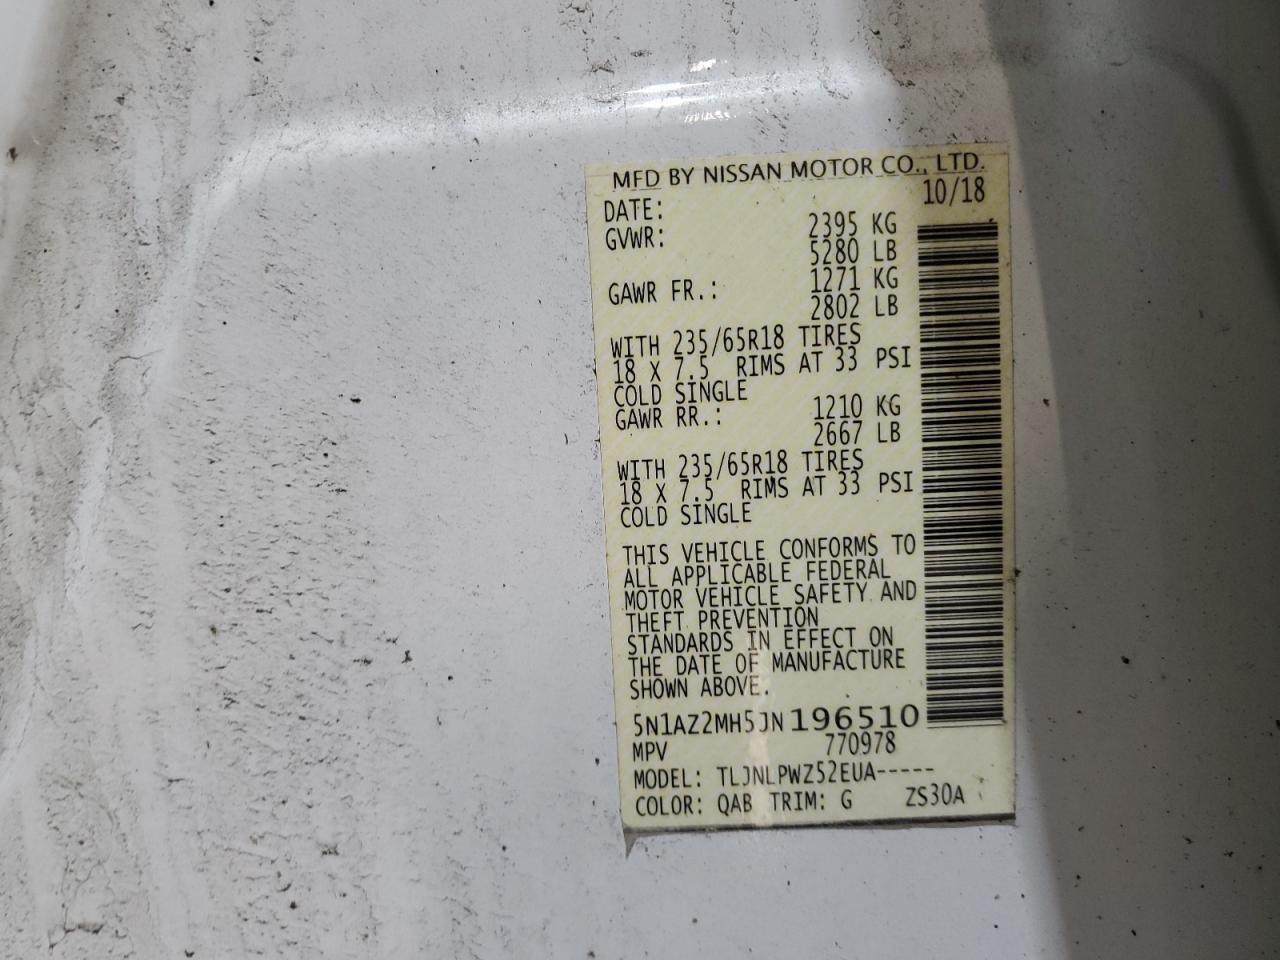 MFD BY NISSAN MOTOR CO., LTD.
DATE: 10/18
GVWR: 2395 KG
5280 LB
GAWR FR.: 1271 KG
2802 LB
WITH 235/65R18 TIRES
18 X 7.5 RIMS AT 33 PSI
COLD SINGLE
GAWR RR.: 1210 KG
2667 LB
WITH 235/65R18 TIRES
18 X 7.5 RIMS AT 33 PSI
COLD SINGLE
THIS VEHICLE CONFORMS TO
ALL APPLICABLE FEDERAL
MOTOR VEHICLE SAFETY AND
THEFT PREVENTION
STANDARDS IN EFFECT ON
THE DATE OF MANUFACTURE
SHOWN ABOVE.
5N1AZ2MH5JN196510
MPV 770978
MODEL: TLJNLPWZ52EUA-----
COLOR: QAB TRIM: G ZS30A